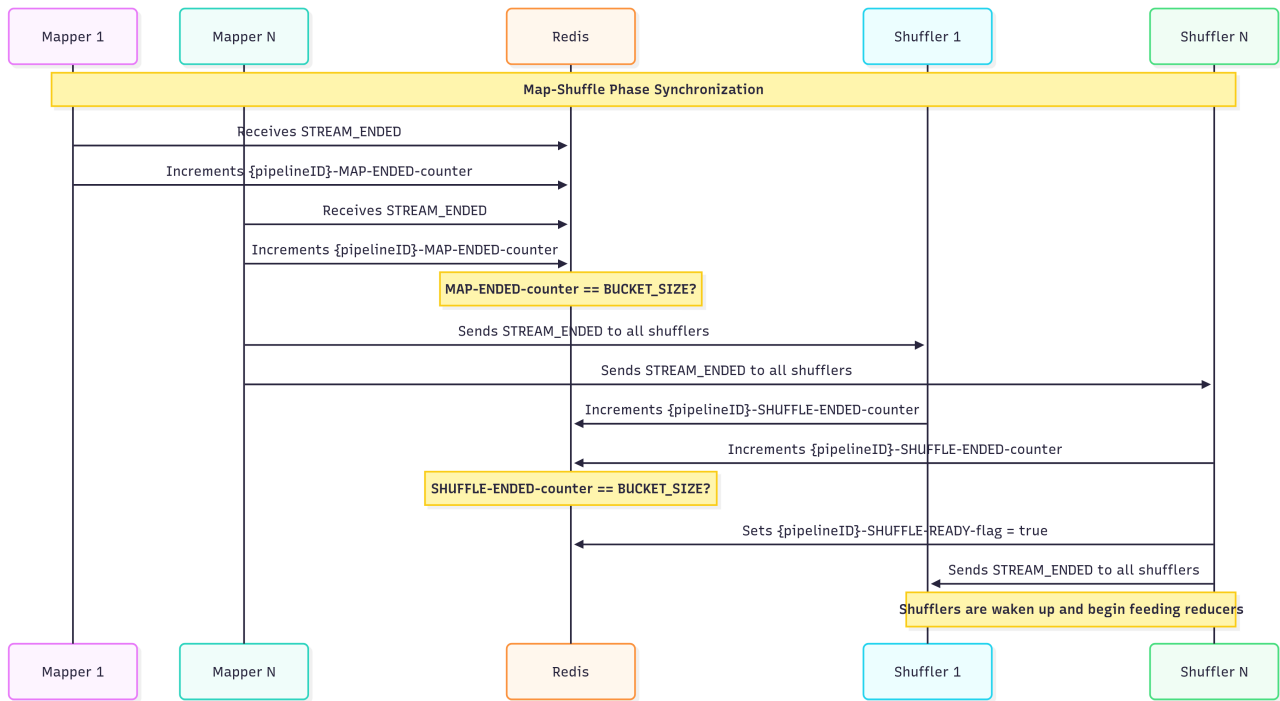 Mapper 1
Mapper N
Redis
Shuffler 1
Shuffler N
Map-Shuffle Phase Synchronization
Receives STREAM_ENDED
Increments {pipelineID}-MAP-ENDED-counter
Receives STREAM_ENDED
Increments {pipelineID}-MAP-ENDED-counter
MAP-ENDED-counter == BUCKET_SIZE?
Sends STREAM_ENDED to all shufflers
Sends STREAM_ENDED to all shufflers
Increments {pipelineID}-SHUFFLE-ENDED-counter
Increments {pipelineID}-SHUFFLE-ENDED-counter
SHUFFLE-ENDED-counter == BUCKET_SIZE?
Sets {pipelineID}-SHUFFLE-READY-flag = true
Sends STREAM_ENDED to all shufflers
Shufflers are waken up and begin feeding reducers
Mapper 1
Mapper N
Redis
Shuffler 1
Shuffler N